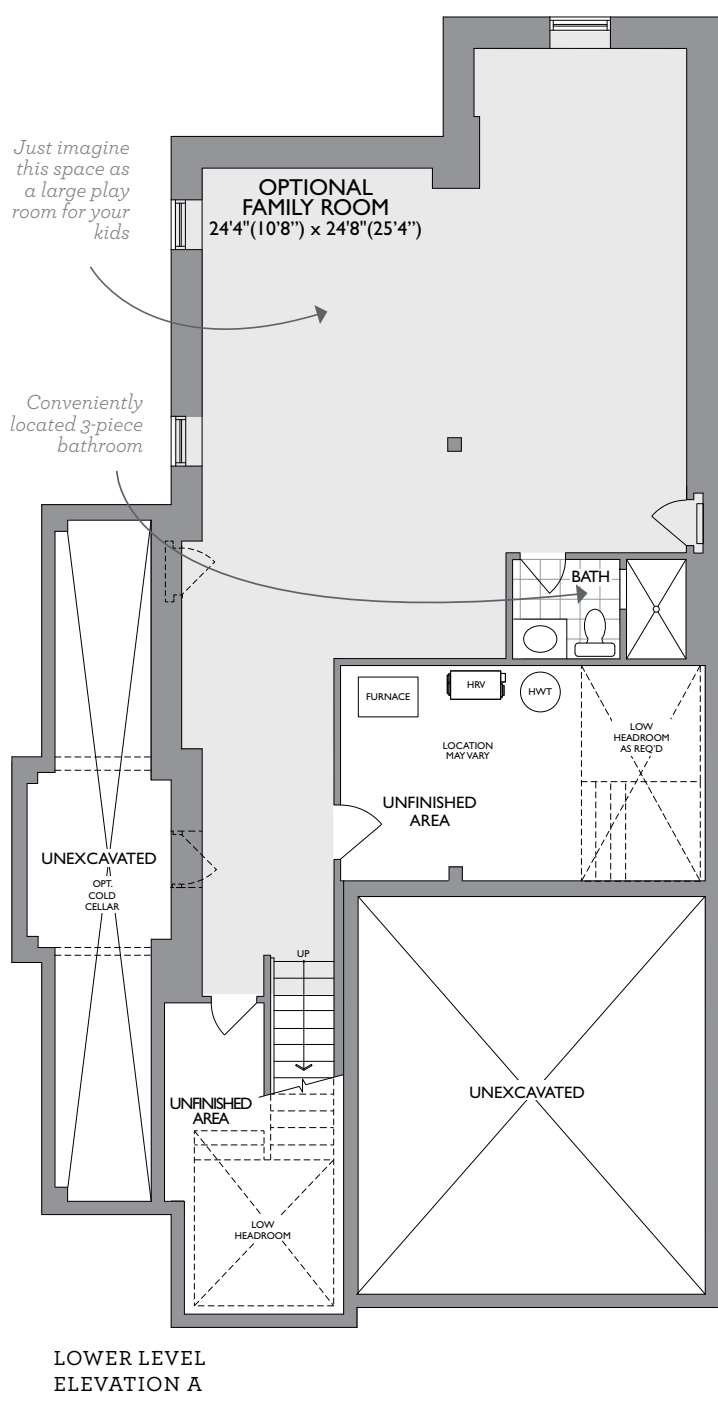 Just imagine
this space as
a large play
room for your
kids
OPTIONAL
FAMILY ROOM
24'4"(10'8”) x 24'8"(25'4”)
Conveniently
located 3-piece
bathroom
BATH
FURNACE
HRV
HWT
LOCATION
MAY VARY
LOW
HEADROOM
AS REQ'D
UNFINISHED
AREA
UNEXCAVATED
OPT.
COLD
CELLAR
UP
UNFINISHED
AREA
UNEXCAVATED
LOW
HEADROOM
LOWER LEVEL
ELEVATION A